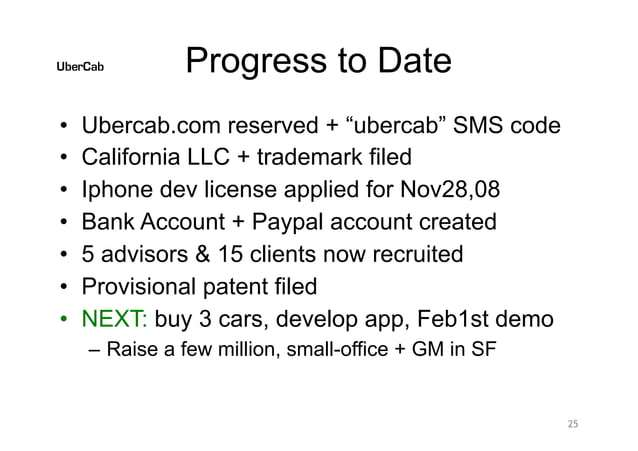 UberCab
Progress to Date
• Ubercab.com reserved + “ubercab” SMS code
• California LLC + trademark filed
• Iphone dev license applied for Nov28,08
• Bank Account + Paypal account created
• 5 advisors & 15 clients now recruited
• Provisional patent filed
• NEXT: buy 3 cars, develop app, Feb1st demo
– Raise a few million, small-office + GM in SF
25